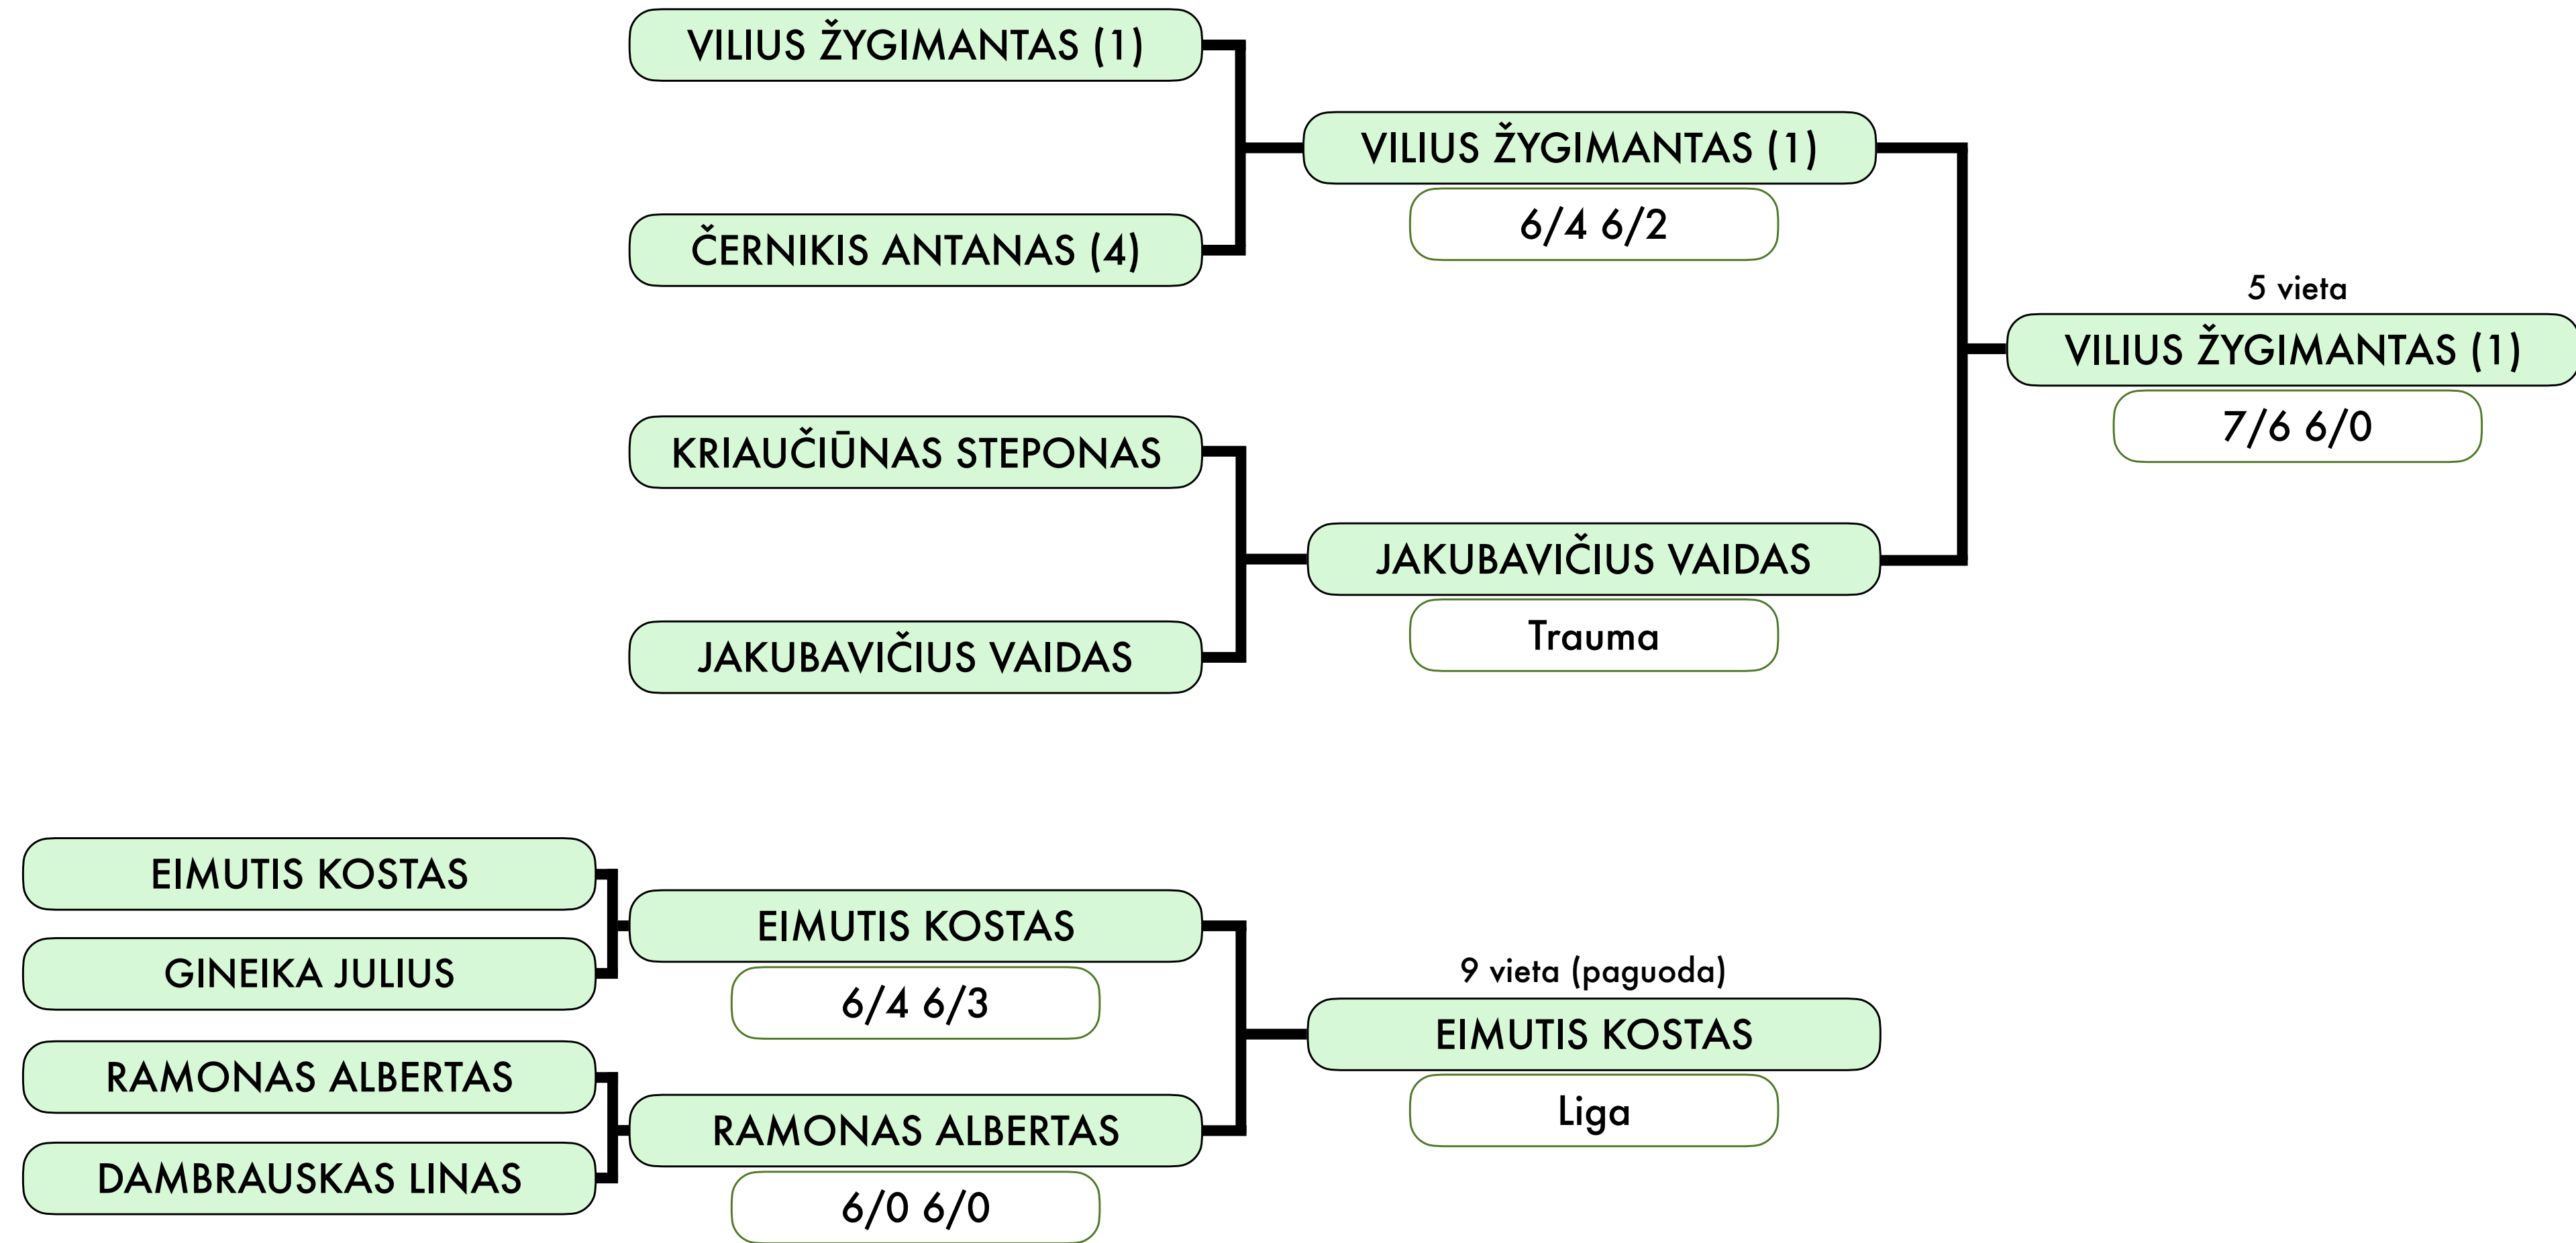 VILIUS ŽYGIMANTAS (1)
ČERNIKIS ANTANAS (4)
VILIUS ŽYGIMANTAS (1)
6/4 6/2
KRIAUČIŪNAS STEPONAS
JAKUBAVIČIUS VAIDAS
JAKUBAVIČIUS VAIDAS
Trauma
5 vieta
VILIUS ŽYGIMANTAS (1)
7/6 6/0
EIMUTIS KOSTAS
GINEIKA JULIUS
EIMUTIS KOSTAS
6/4 6/3
RAMONAS ALBERTAS
DAMBRAUSKAS LINAS
RAMONAS ALBERTAS
6/0 6/0
9 vieta (paguoda)
EIMUTIS KOSTAS
Liga